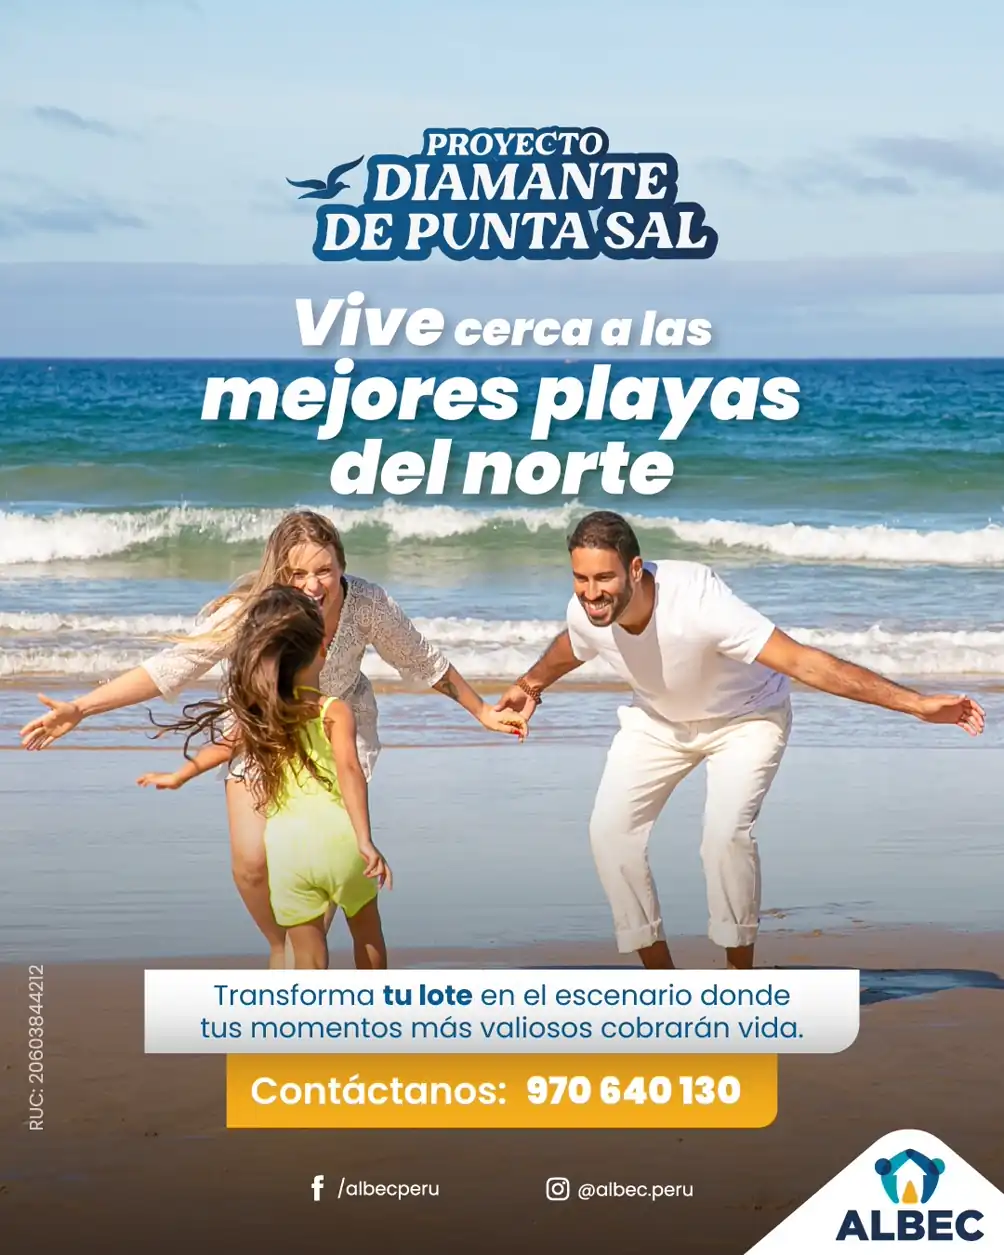 PROYECTO
DIAMANTE
DE PUNTA SAL
Vive cerca a las
mejores playas
del norte
Transforma tu lote en el escenario donde
tus momentos más valiosos cobrarán vida.
Contáctanos: 970 640 130
RUC: 20603844212
/albecperu
@albec.peru
ALBEC